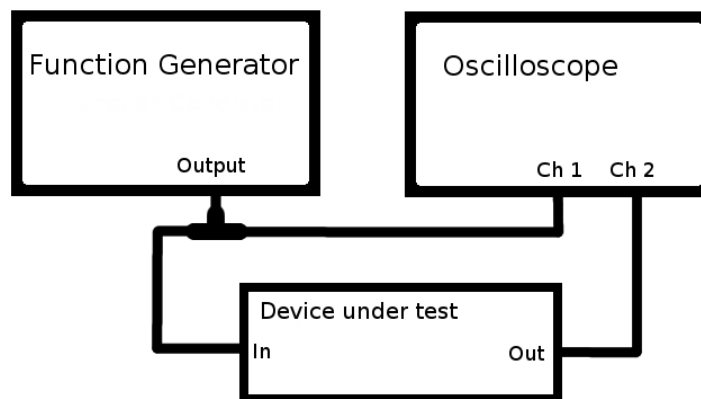 Function Generator
Output
Oscilloscope
Ch 1 Ch 2
Device under test
In
Out